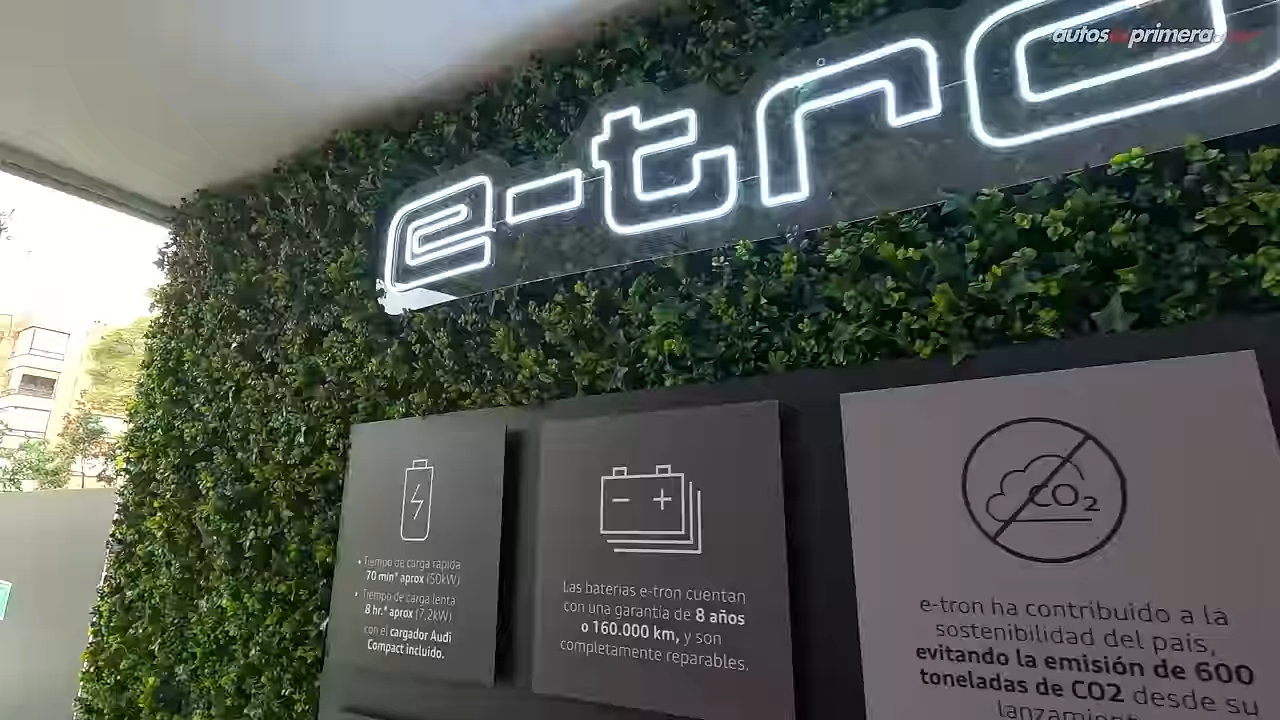 autosdeprimera.com
e-tro
• Tiempo de carga rápida
70 min* aprox (50kW)
• Tiempo de carga lenta
8 hr.* aprox (7,2kW)
con el cargador Audi
Compact incluido.
Las baterías e-tron cuentan
con una garantía de 8 años
o 160.000 km, y son
completamente reparables.
CO2
e-tron ha contribuido a la
sostenibilidad del país,
evitando la emisión de 600
toneladas de CO2 desde su
lanzamiento